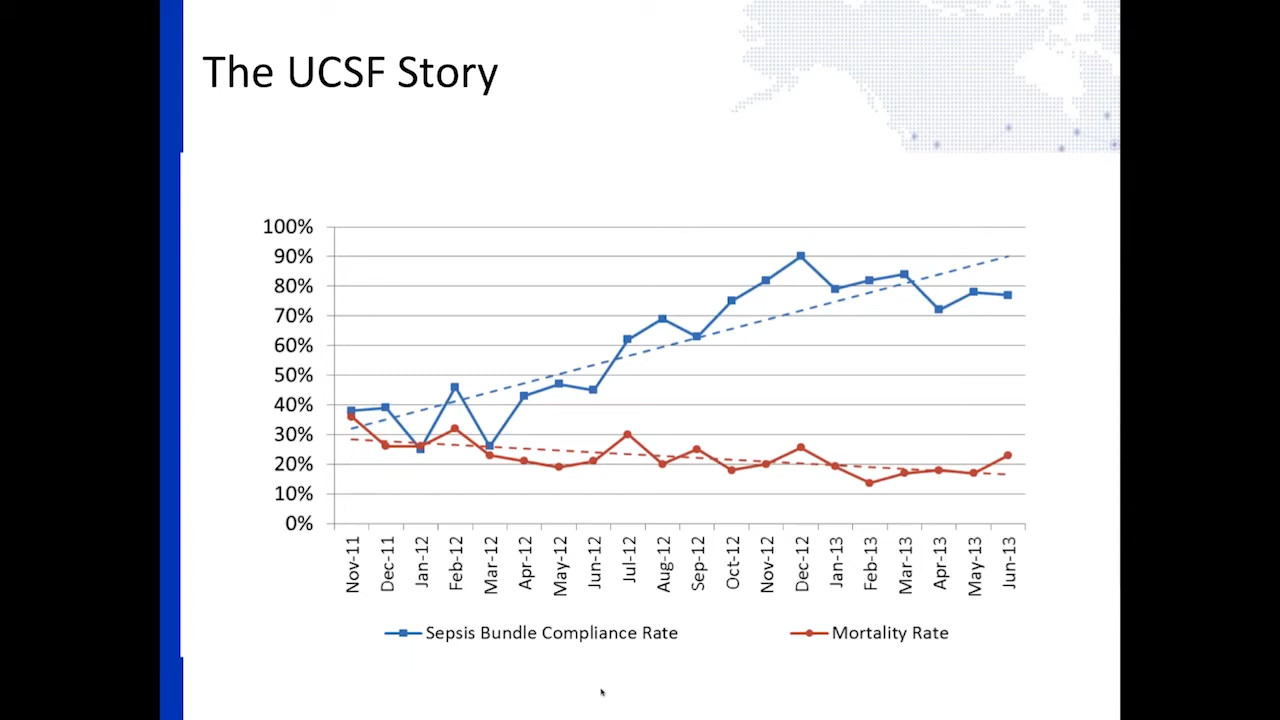 The UCSF Story
100%
90%
80%
70%
60%
50%
40%
30%
20%
10%
0%
Nov-11
Dec-11
Jan-12
Feb-12
Mar-12
Apr-12
May-12
Jun-12
Jul-12
Aug-12
Sep-12
Oct-12
Nov-12
Dec-12
Jan-13
Feb-13
Mar-13
Apr-13
May-13
Jun-13
Sepsis Bundle Compliance Rate
Mortality Rate